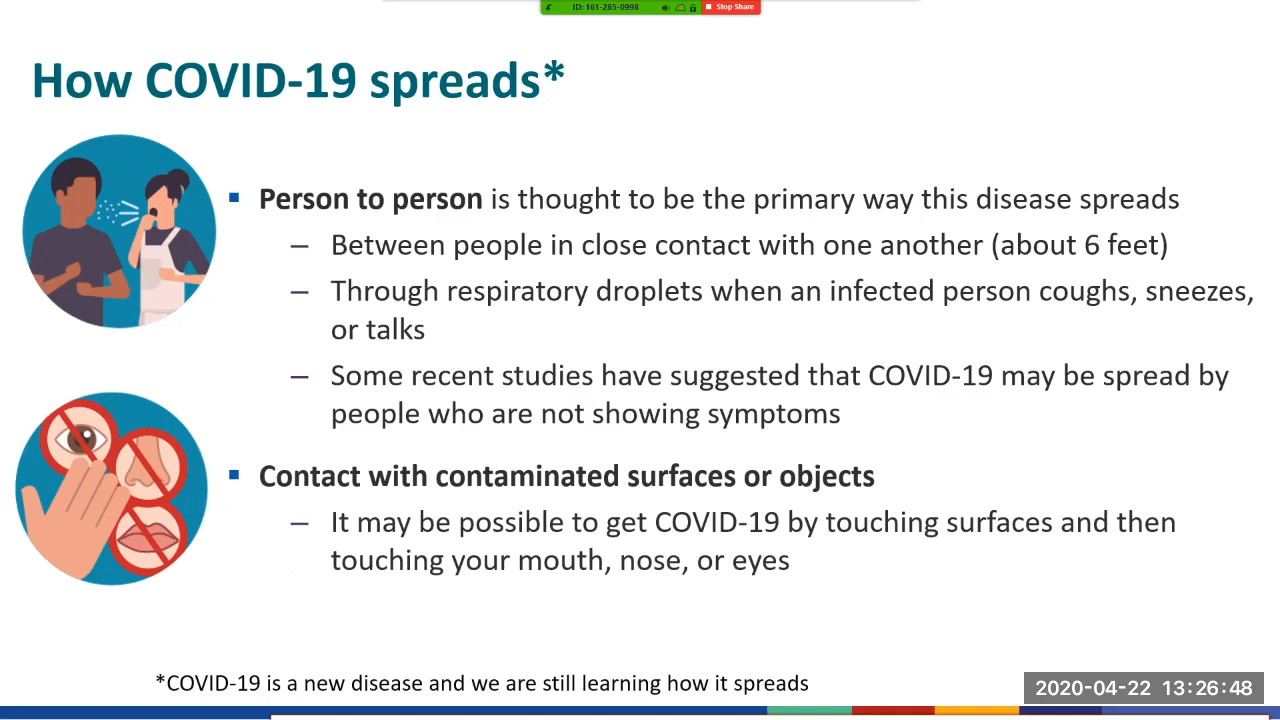 ID: 161-285-0998 Stop Share
How COVID-19 spreads*
▪ Person to person is thought to be the primary way this disease spreads
– Between people in close contact with one another (about 6 feet)
– Through respiratory droplets when an infected person coughs, sneezes,
or talks
– Some recent studies have suggested that COVID-19 may be spread by
people who are not showing symptoms
▪ Contact with contaminated surfaces or objects
– It may be possible to get COVID-19 by touching surfaces and then
touching your mouth, nose, or eyes
*COVID-19 is a new disease and we are still learning how it spreads
2020-04-22 13:26:48